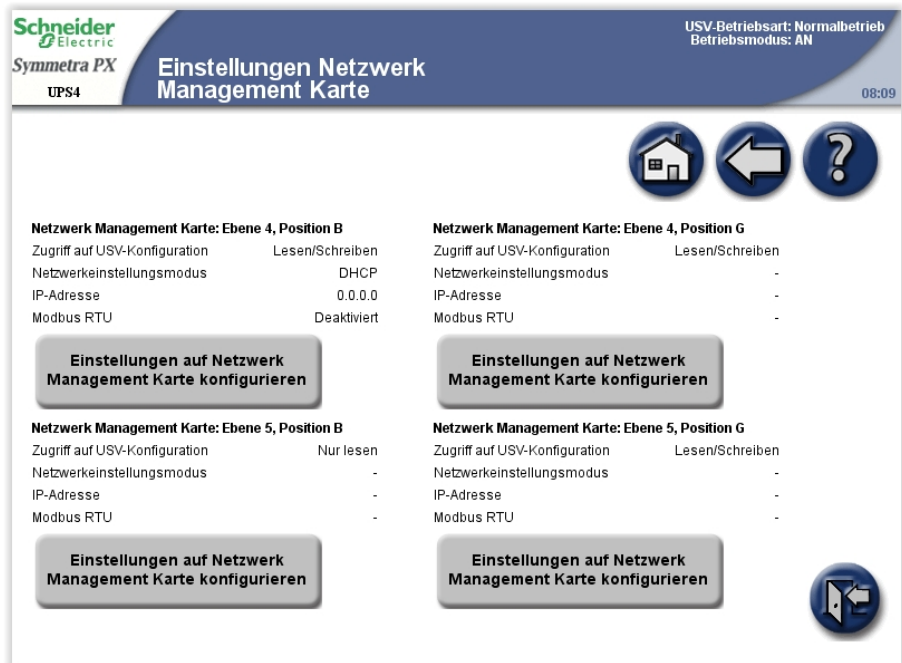 Schneider
Electric
Symmetra PX
UPS4
Einstellungen Netzwerk
Management Karte
USV-Betriebsart: Normalbetrieb
Betriebsmodus: AN
08:09
?
Netzwerk Management Karte: Ebene 4, Position B
Zugriff auf USV-Konfiguration Lesen/Schreiben
Netzwerkeinstellungsmodus DHCP
IP-Adresse 0.0.0.0
Modbus RTU Deaktiviert
Einstellungen auf Netzwerk
Management Karte konfigurieren
Netzwerk Management Karte: Ebene 4, Position G
Zugriff auf USV-Konfiguration Lesen/Schreiben
Netzwerkeinstellungsmodus -
IP-Adresse -
Modbus RTU -
Einstellungen auf Netzwerk
Management Karte konfigurieren
Netzwerk Management Karte: Ebene 5, Position B
Zugriff auf USV-Konfiguration Nur lesen
Netzwerkeinstellungsmodus -
IP-Adresse -
Modbus RTU -
Einstellungen auf Netzwerk
Management Karte konfigurieren
Netzwerk Management Karte: Ebene 5, Position G
Zugriff auf USV-Konfiguration Lesen/Schreiben
Netzwerkeinstellungsmodus -
IP-Adresse -
Modbus RTU -
Einstellungen auf Netzwerk
Management Karte konfigurieren